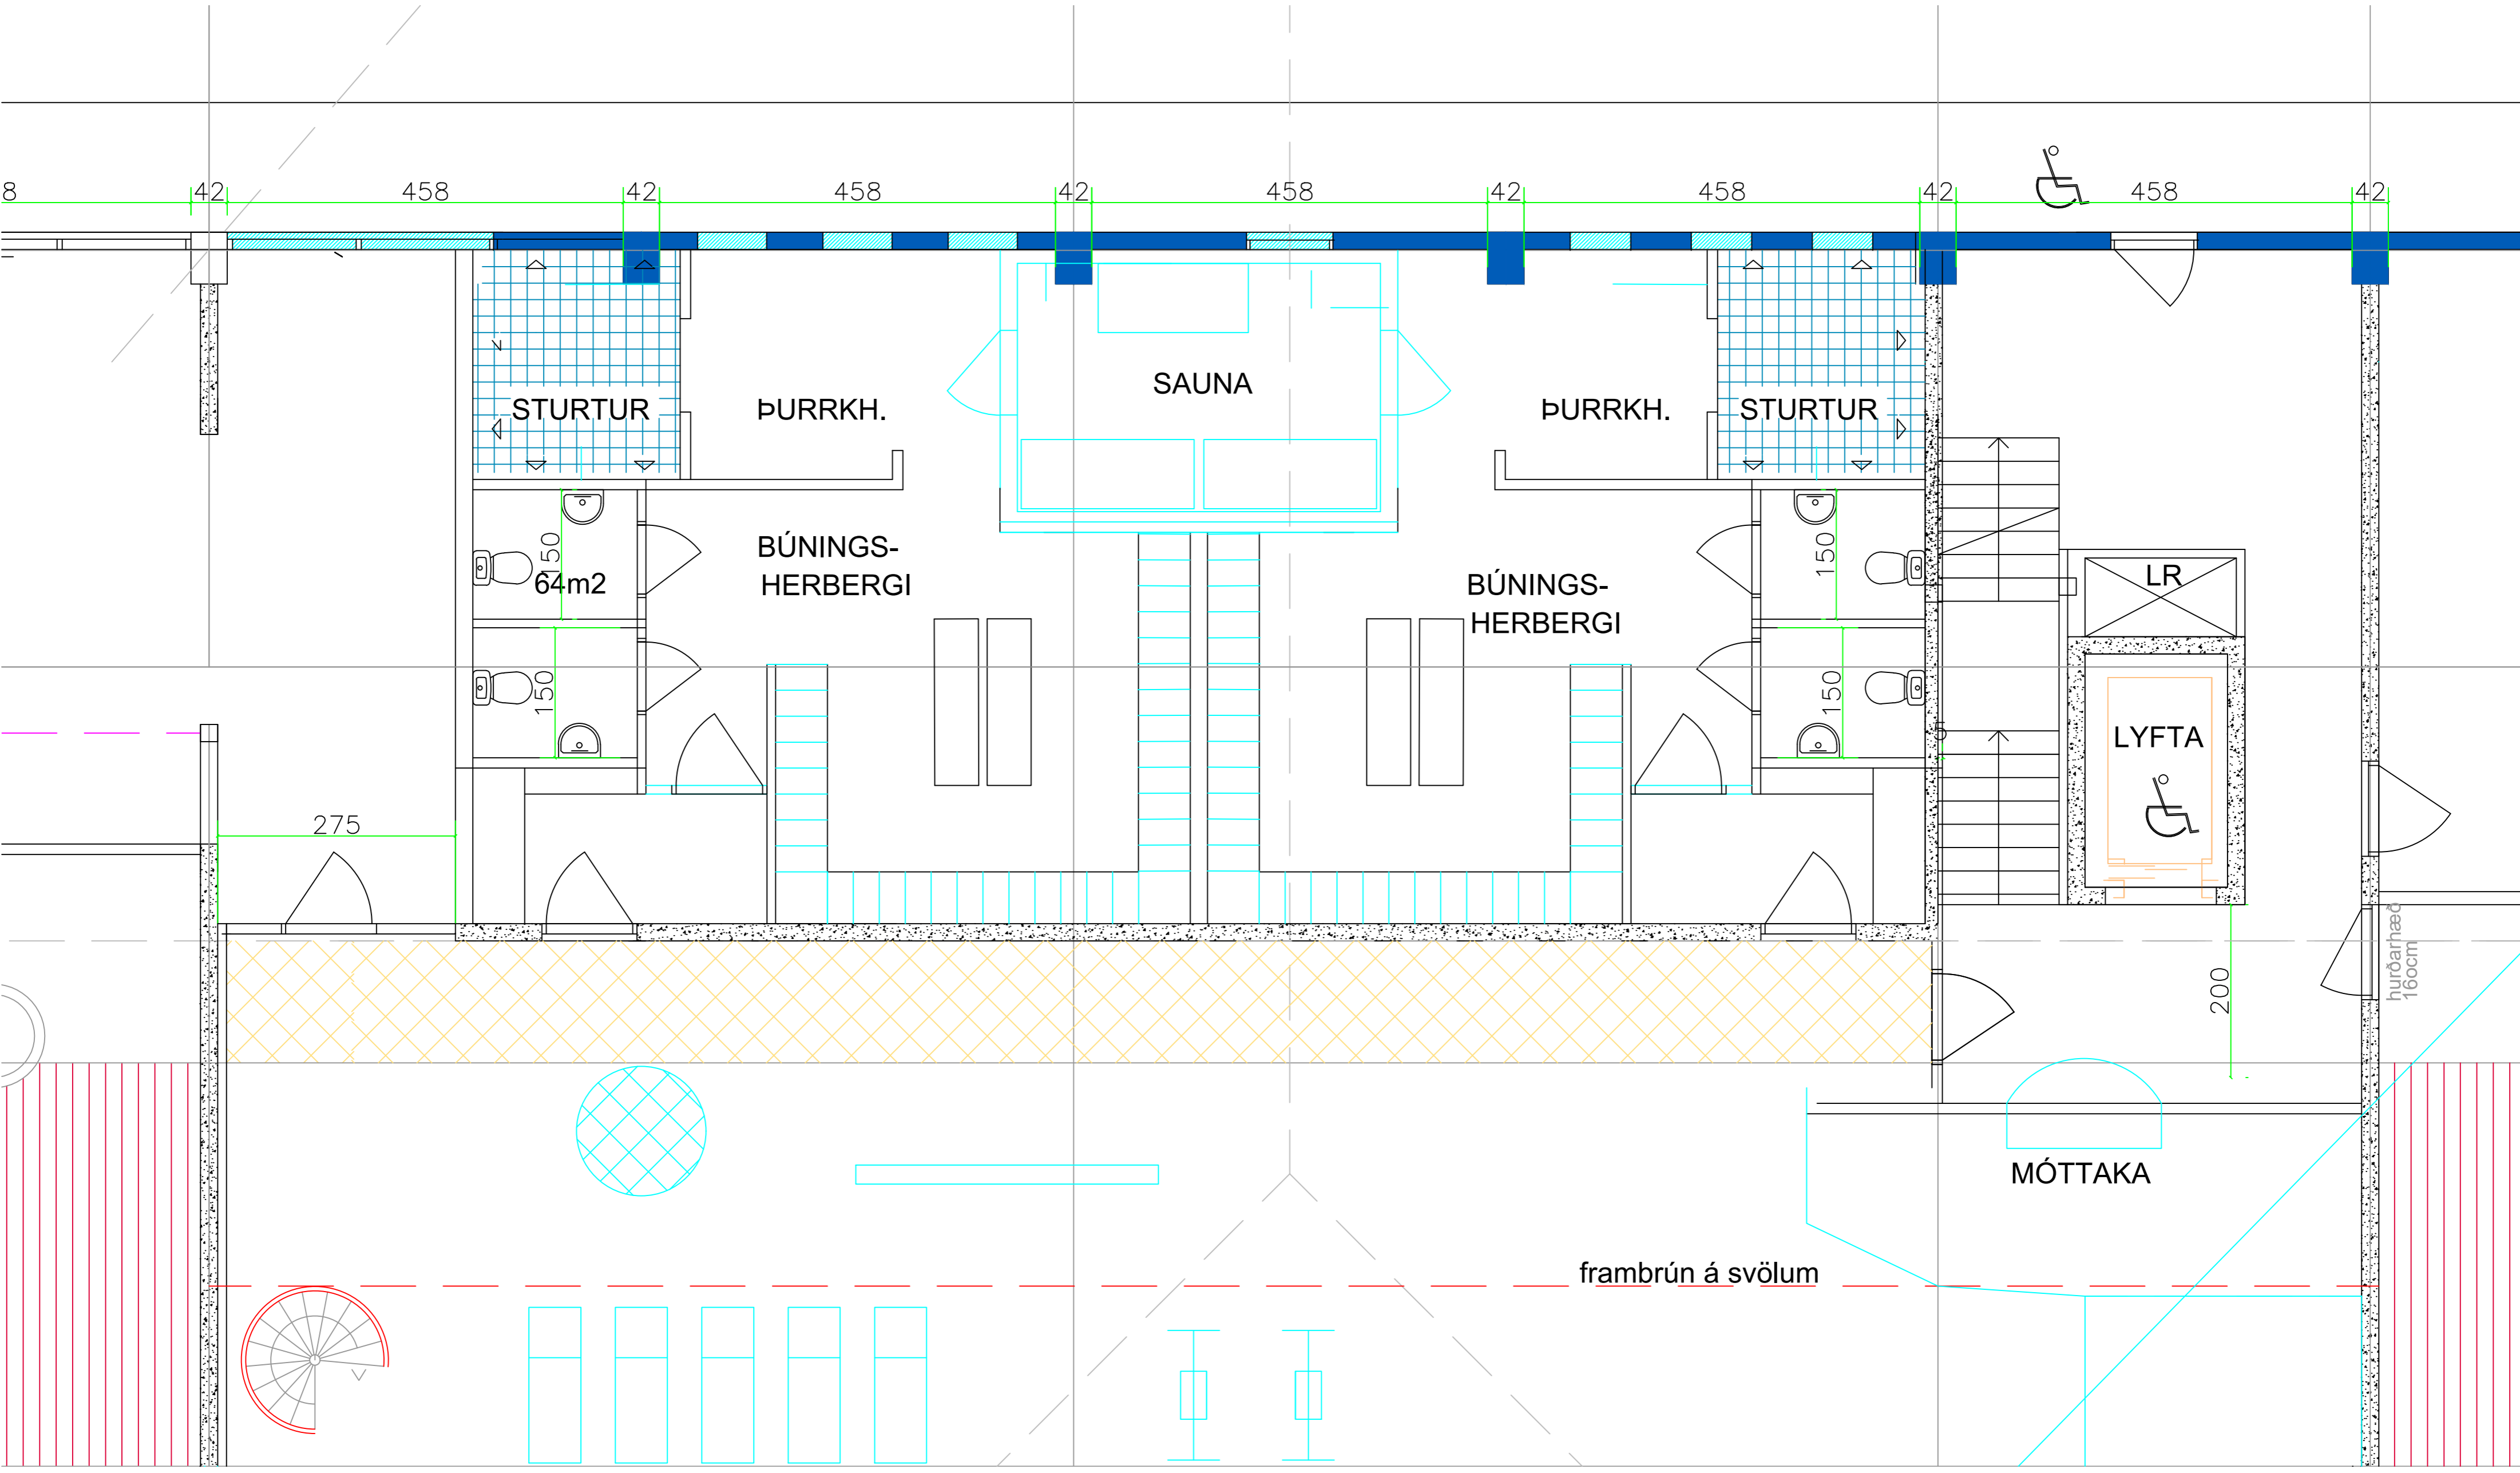 8
42
458
42
458
42
458
42
458
42
458
42
SAUNA
STURTUR
ÞURRKH.
ÞURRKH.
STURTUR
BÚNINGS-
HERBERGI
BÚNINGS-
HERBERGI
150
64m2
150
150
150
LR
LYFTA
275
hurðarhæð
160cm
200
MÓTTAKA
frambrún á svölum